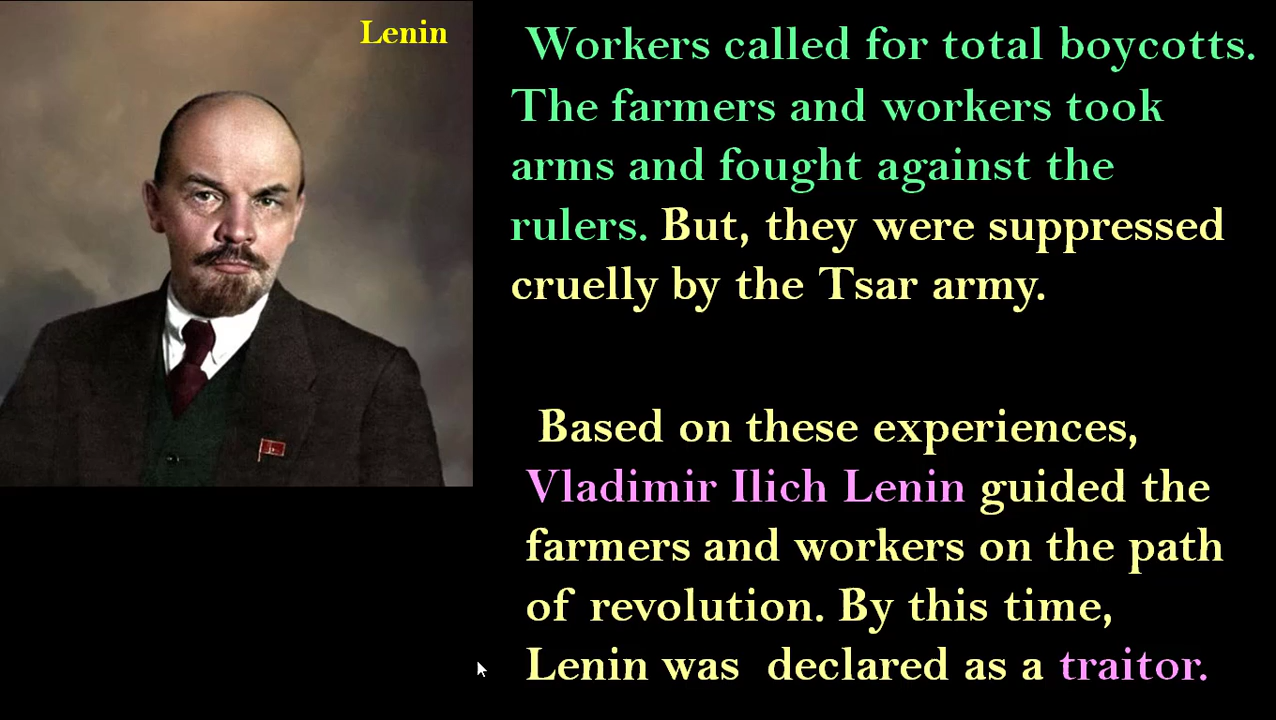 Lenin
Workers called for total boycotts.
The farmers and workers took
arms and fought against the
rulers. But, they were suppressed
cruelly by the Tsar army.
Based on these experiences,
Vladimir Ilich Lenin guided the
farmers and workers on the path
of revolution. By this time,
Lenin was declared as a traitor.